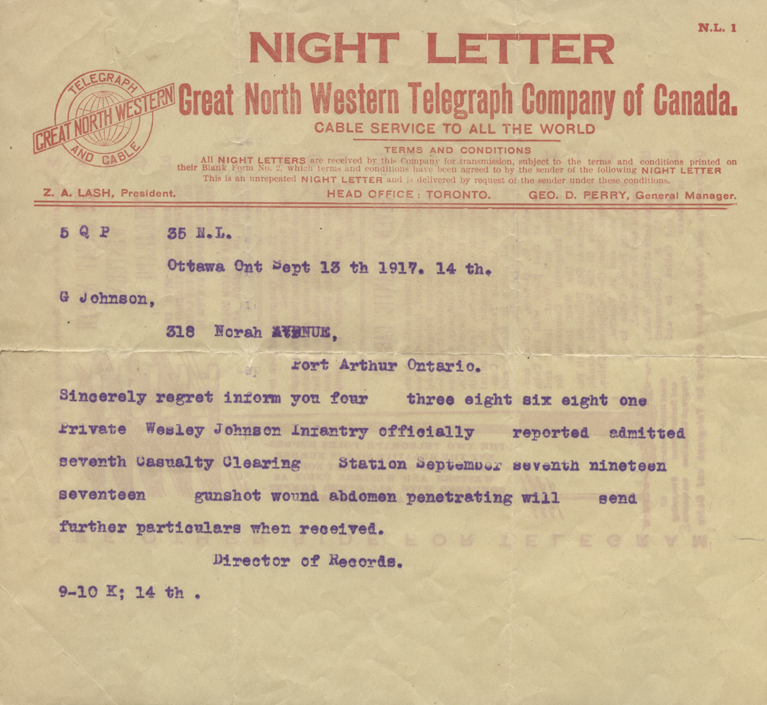 N.L. 1
NIGHT LETTER
TELEGRAPH
GREAT NORTH WESTERN
AND CABLE
Great North Western Telegraph Company of Canada.
CABLE SERVICE TO ALL THE WORLD
TERMS AND CONDITIONS
All NIGHT LETTERS are received by this Company for transmission, subject to the terms and conditions printed on
their Blank Form No. 2, which terms and conditions have been agreed to by the sender of the following NIGHT LETTER
This is an unrepeated NIGHT LETTER and is delivered by request of the sender under these conditions.
Z. A. LASH, President. HEAD OFFICE: TORONTO. GEO. D. PERRY, General Manager.
5 Q P 35 N.L.
Ottawa Ont Sept 13 th 1917. 14 th.
G Johnson,
318 Norah AVENUE,
Port Arthur Ontario.
Sincerely regret inform you four three eight six eight one
Private Wesley Johnson Infantry officially reported admitted
seventh Casualty Clearing Station September seventh nineteen
seventeen gunshot wound abdomen penetrating will send
further particulars when received.
Director of Records.
9-10 K; 14 th .